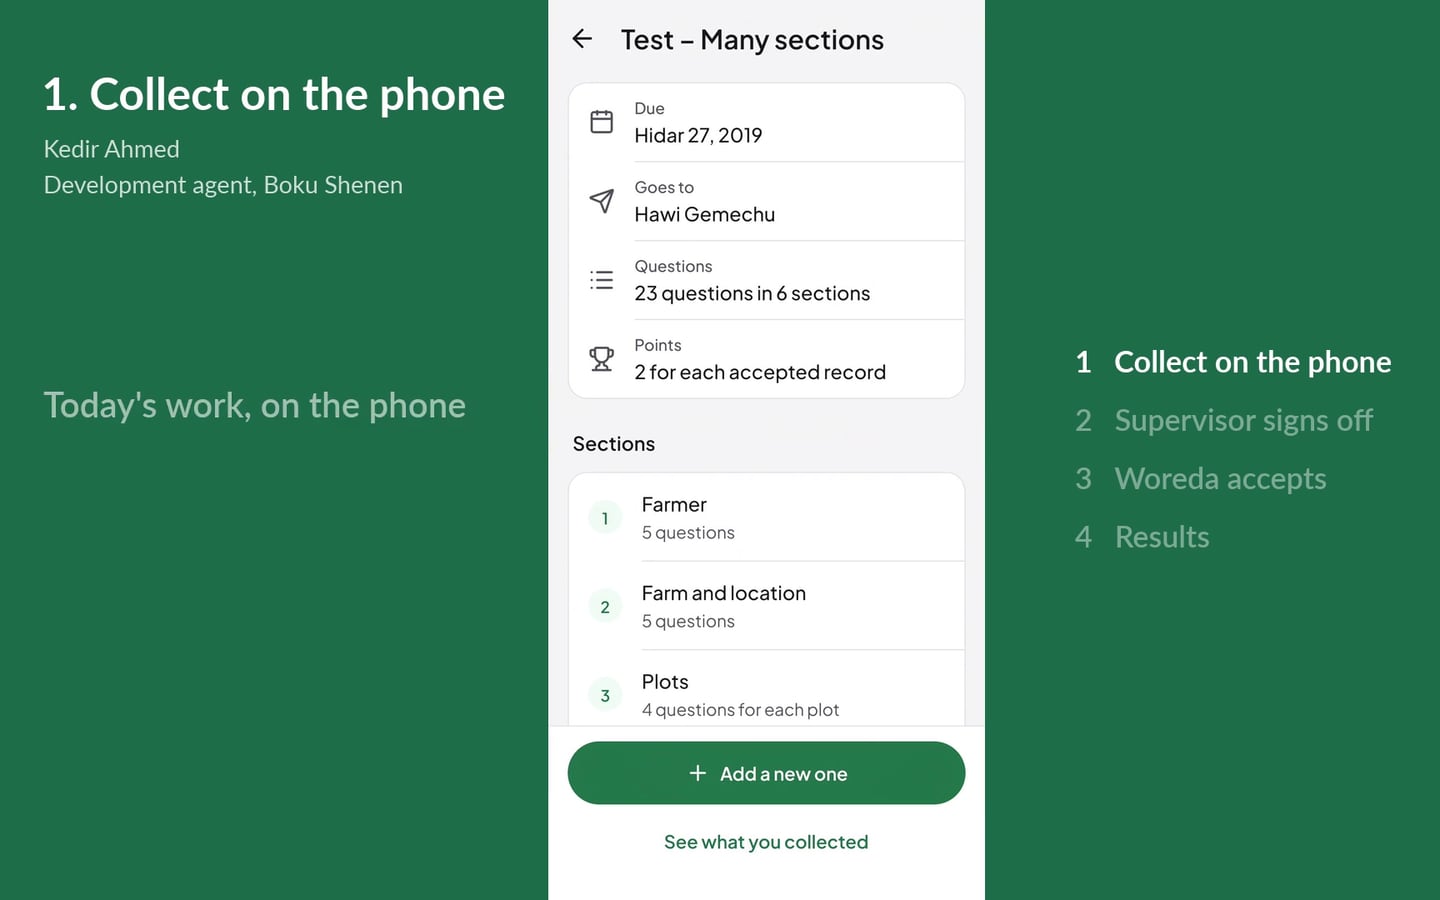 1. Collect on the phone
Kedir Ahmed
Development agent, Boku Shenen
Today's work, on the phone
Test – Many sections
Due
Hidar 27, 2019
Goes to
Hawi Gemechu
Questions
23 questions in 6 sections
Points
2 for each accepted record
Sections
1
Farmer
5 questions
2
Farm and location
5 questions
3
Plots
4 questions for each plot
+ Add a new one
See what you collected
1 Collect on the phone
2 Supervisor signs off
3 Woreda accepts
4 Results